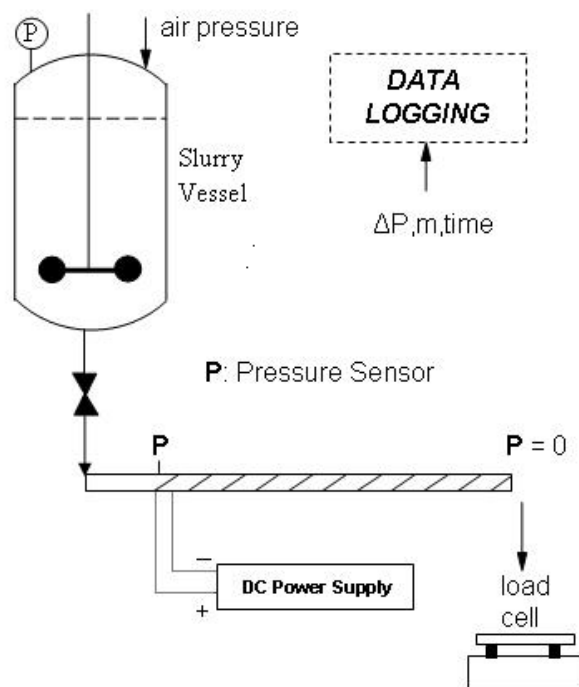 P
air pressure
DATA
LOGGING
Slurry
Vessel
ΔP,m,time
P: Pressure Sensor
P
P = 0
−
+
DC Power Supply
load
cell